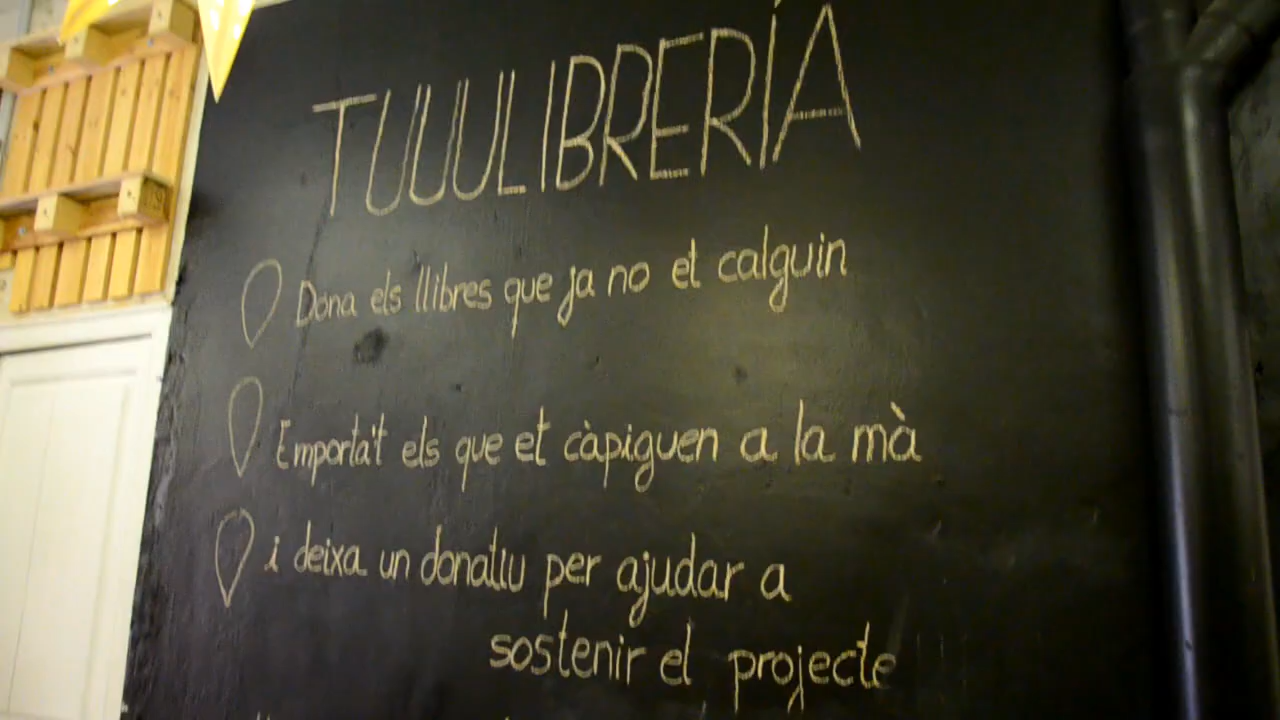 TUUULIBRERÍA
Dona els llibres que ja no et calguin
Emporta't els que et càpiguen a la mà
i deixa un donatiu per ajudar a
sostenir el projecte